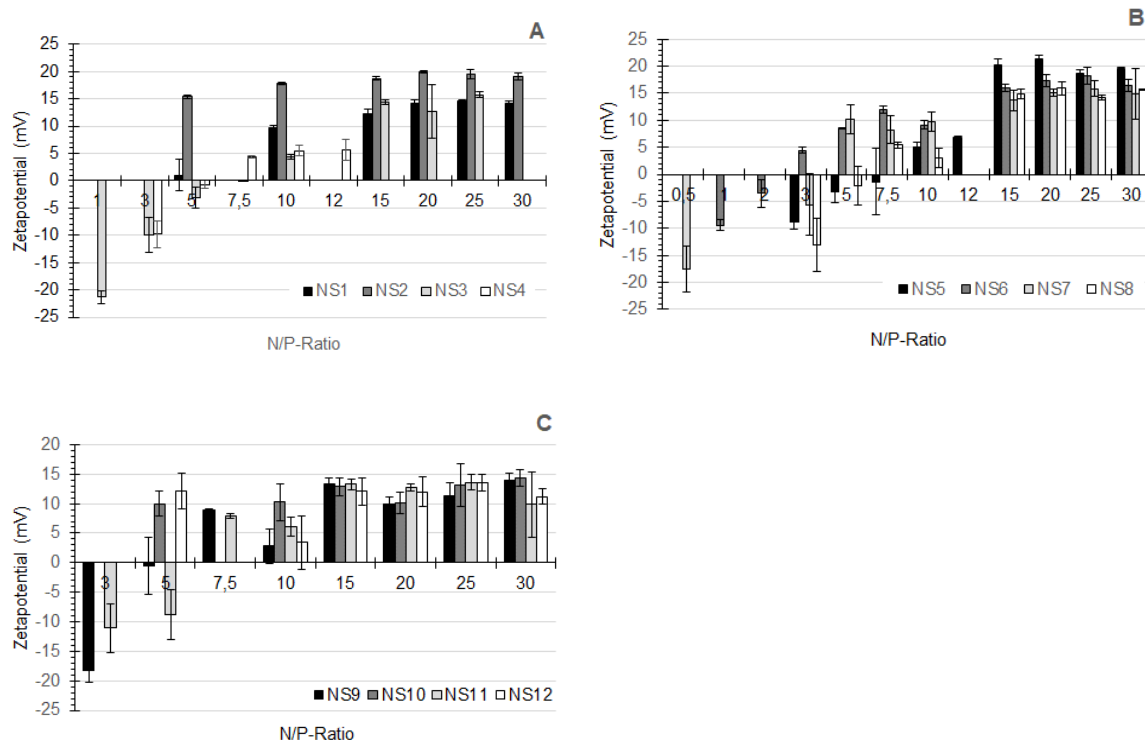 A
Zetapotential (mV)
25
20
15
10
5
0
-5
-10
-15
-20
-25
1 3 5 7,5 10 12 15 20 25 30
NS1 NS2 NS3 NS4
N/P-Ratio
B
Zetapotential (mV)
25
20
15
10
5
0
-5
-10
-15
-20
-25
0,5 1 2 3 5 7,5 10 12 15 20 25 30
NS5 NS6 NS7 NS8
N/P-Ratio
C
Zetapotential (mV)
20
15
10
5
0
-5
-10
-15
-20
-25
3 5 7,5 10 15 20 25 30
NS9 NS10 NS11 NS12
N/P-Ratio